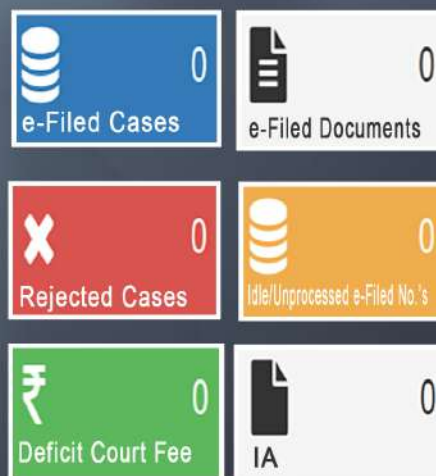 0
e-Filed Cases
0
e-Filed Documents
0
Rejected Cases
0
Idle/Unprocessed e-Filed No.'s
₹
0
Deficit Court Fee
0
IA